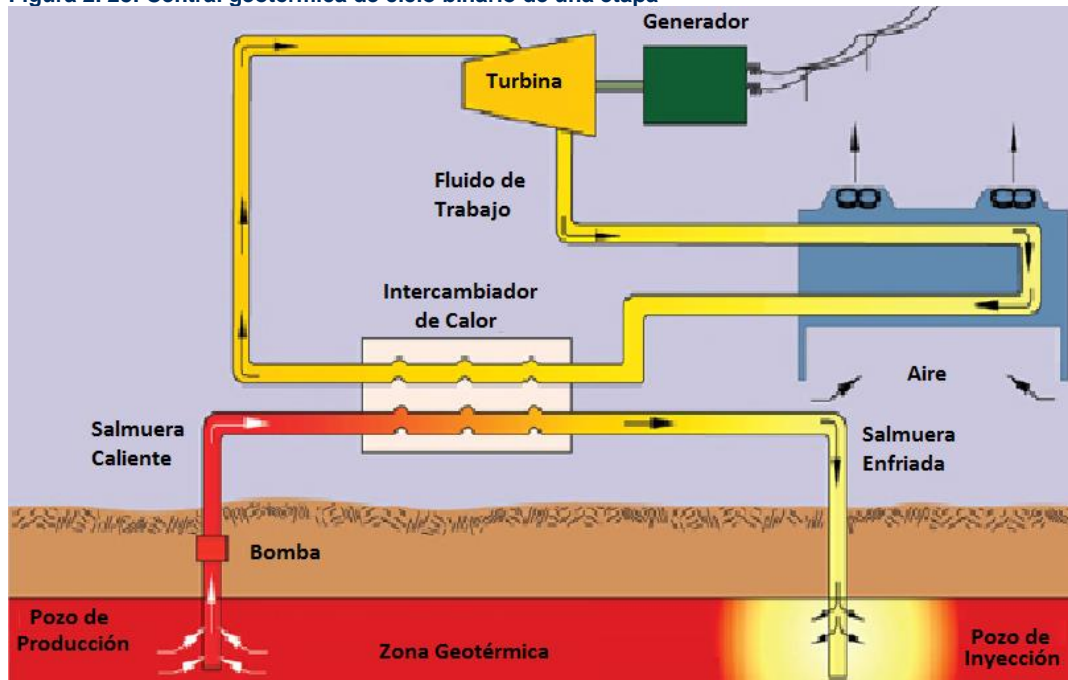 Generador
Turbina
Fluido de
Trabajo
Intercambiador
de Calor
Aire
Salmuera
Caliente
Salmuera
Enfriada
Bomba
Pozo de
Producción
Zona Geotérmica
Pozo de
Inyección